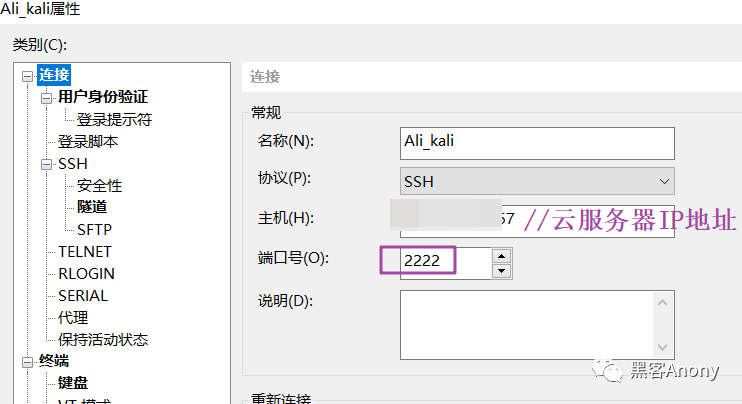 Ali_kali属性
类别(C):
连接
用户身份验证
登录提示符
登录脚本
SSH
安全性
隧道
SFTP
TELNET
RLOGIN
SERIAL
代理
保持活动状态
终端
键盘
VT 模式
连接
常规
名称(N):
Ali_kali
协议(P):
SSH
主机(H):
57 //云服务器IP地址
端口号(O):
2222
说明(D):
重新连接
黑客Anony